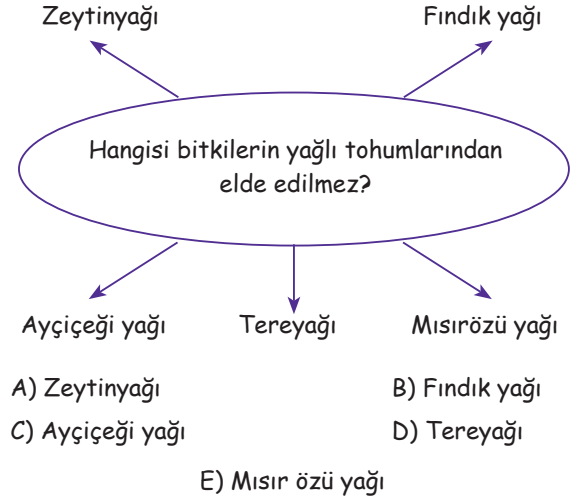 Zeytinyağı
Fındık yağı
Hangisi bitkilerin yağlı tohumlarından
elde edilmez?
Ayçiçeği yağı
Tereyağı
Mısırözü yağı
A) Zeytinyağı
B) Fındık yağı
C) Ayçiçeği yağı
D) Tereyağı
E) Mısır özü yağı